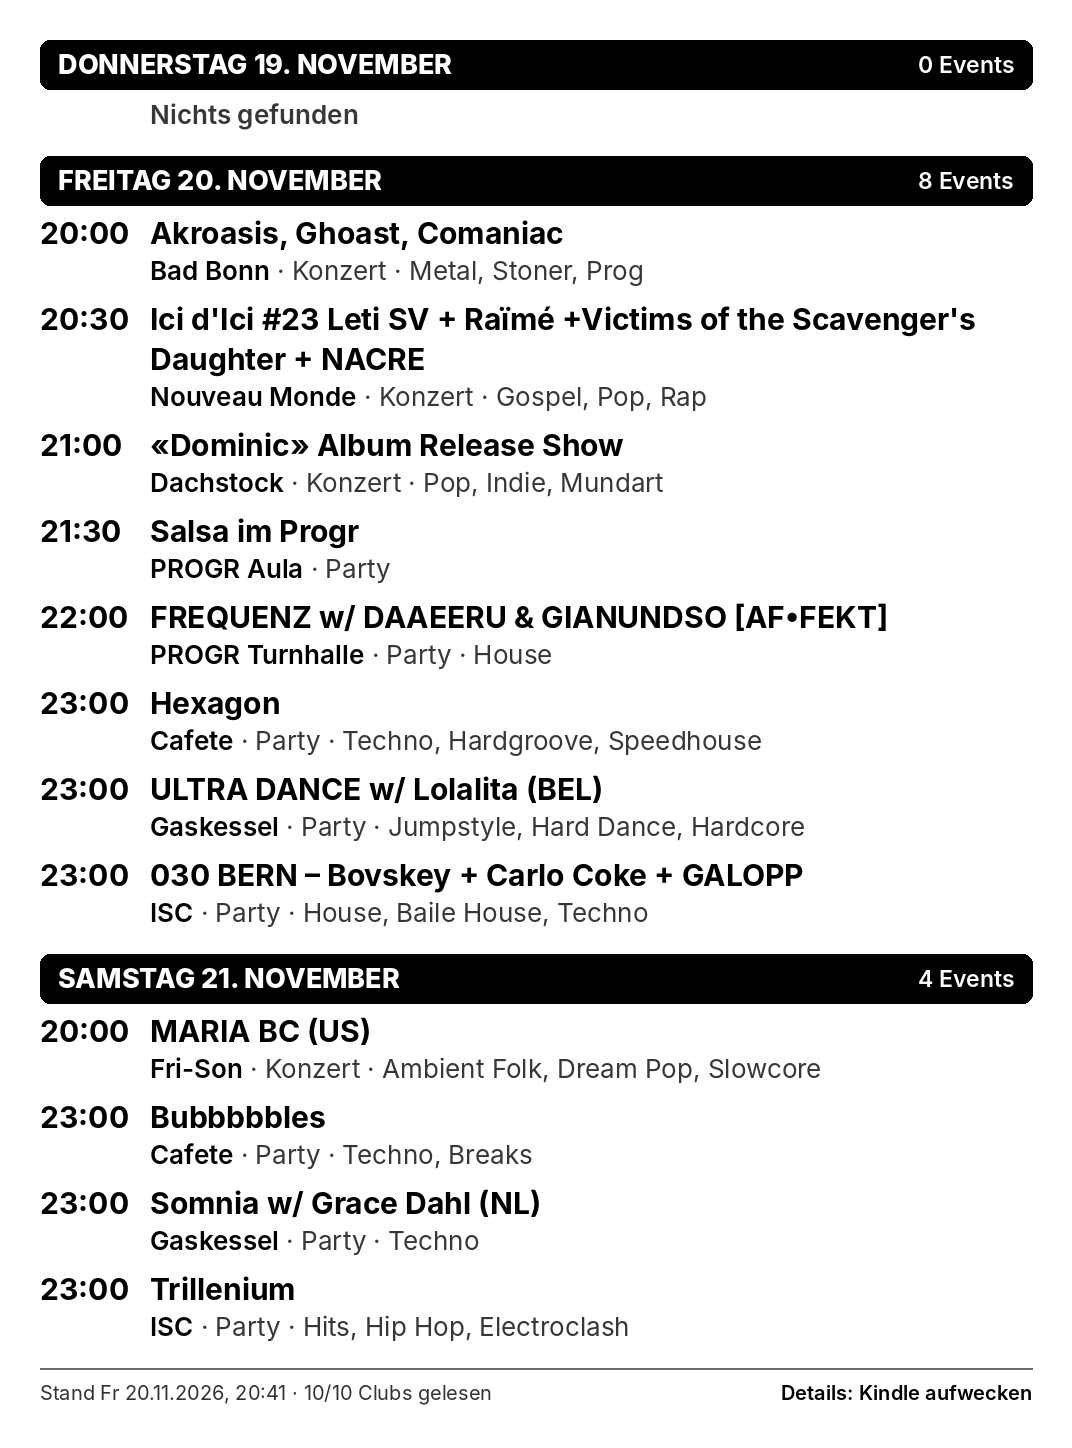 DONNERSTAG 19. NOVEMBER 0 Events
Nichts gefunden
FREITAG 20. NOVEMBER 8 Events
20:00 Akroasis, Ghoast, Comaniac
Bad Bonn · Konzert · Metal, Stoner, Prog
20:30 Ici d'Ici #23 Leti SV + Raïmé +Victims of the Scavenger's
Daughter + NACRE
Nouveau Monde · Konzert · Gospel, Pop, Rap
21:00 «Dominic» Album Release Show
Dachstock · Konzert · Pop, Indie, Mundart
21:30 Salsa im Progr
PROGR Aula · Party
22:00 FREQUENZ w/ DAAEERU & GIANUNDSO [AF•FEKT]
PROGR Turnhalle · Party · House
23:00 Hexagon
Cafete · Party · Techno, Hardgroove, Speedhouse
23:00 ULTRA DANCE w/ Lolalita (BEL)
Gaskessel · Party · Jumpstyle, Hard Dance, Hardcore
23:00 030 BERN – Bovskey + Carlo Coke + GALOPP
ISC · Party · House, Baile House, Techno
SAMSTAG 21. NOVEMBER 4 Events
20:00 MARIA BC (US)
Fri-Son · Konzert · Ambient Folk, Dream Pop, Slowcore
23:00 Bubbbbbles
Cafete · Party · Techno, Breaks
23:00 Somnia w/ Grace Dahl (NL)
Gaskessel · Party · Techno
23:00 Trillenium
ISC · Party · Hits, Hip Hop, Electroclash
Stand Fr 20.11.2026, 20:41 · 10/10 Clubs gelesen Details: Kindle aufwecken